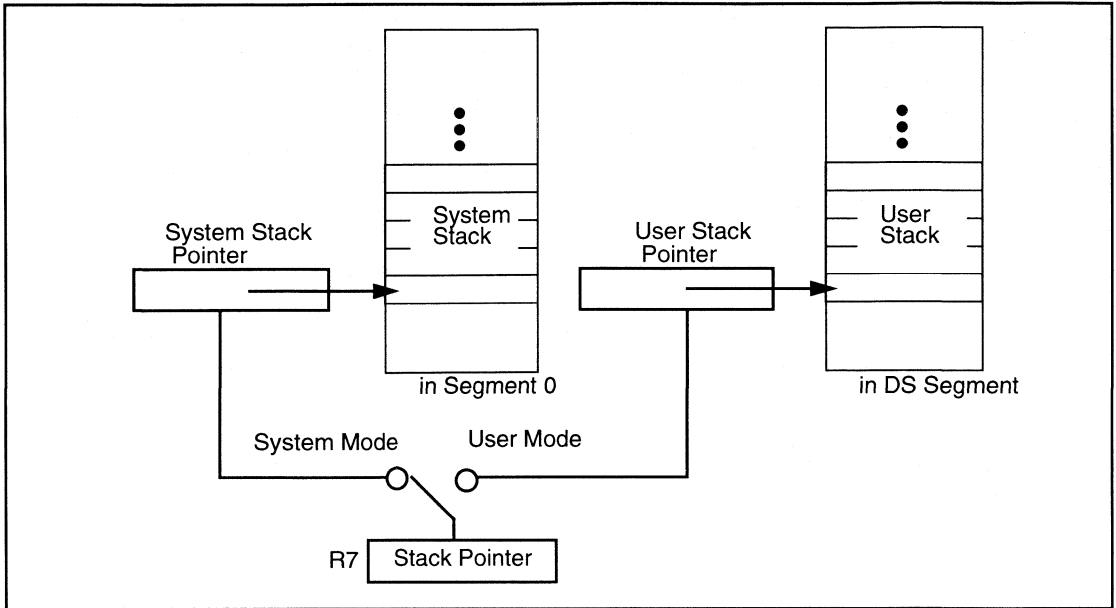 System Stack
Pointer
System
Stack
User Stack
Pointer
User
Stack
in Segment 0
in DS Segment
System Mode
User Mode
R7
Stack Pointer